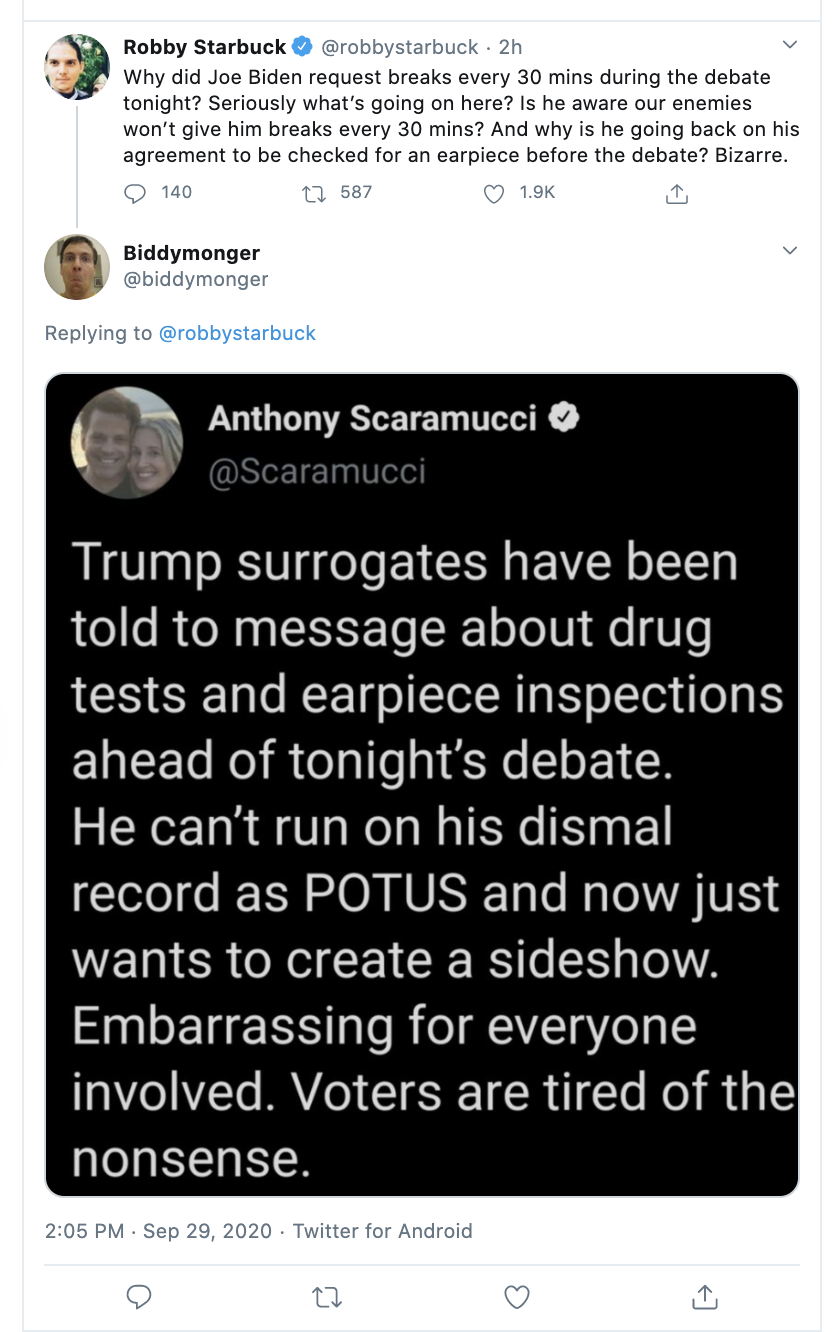 Robby Starbuck @robbystarbuck · 2h
Why did Joe Biden request breaks every 30 mins during the debate
tonight? Seriously what's going on here? Is he aware our enemies
won't give him breaks every 30 mins? And why is he going back on his
agreement to be checked for an earpiece before the debate? Bizarre.
140 587 1.9K
Biddymonger
@biddymonger
Replying to @robbystarbuck
Anthony Scaramucci
@Scaramucci
Trump surrogates have been
told to message about drug
tests and earpiece inspections
ahead of tonight's debate.
He can't run on his dismal
record as POTUS and now just
wants to create a sideshow.
Embarrassing for everyone
involved. Voters are tired of the
nonsense.
2:05 PM · Sep 29, 2020 · Twitter for Android